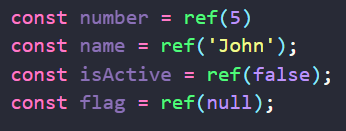 const number = ref(5)
const name = ref('John');
const isActive = ref(false);
const flag = ref(null);